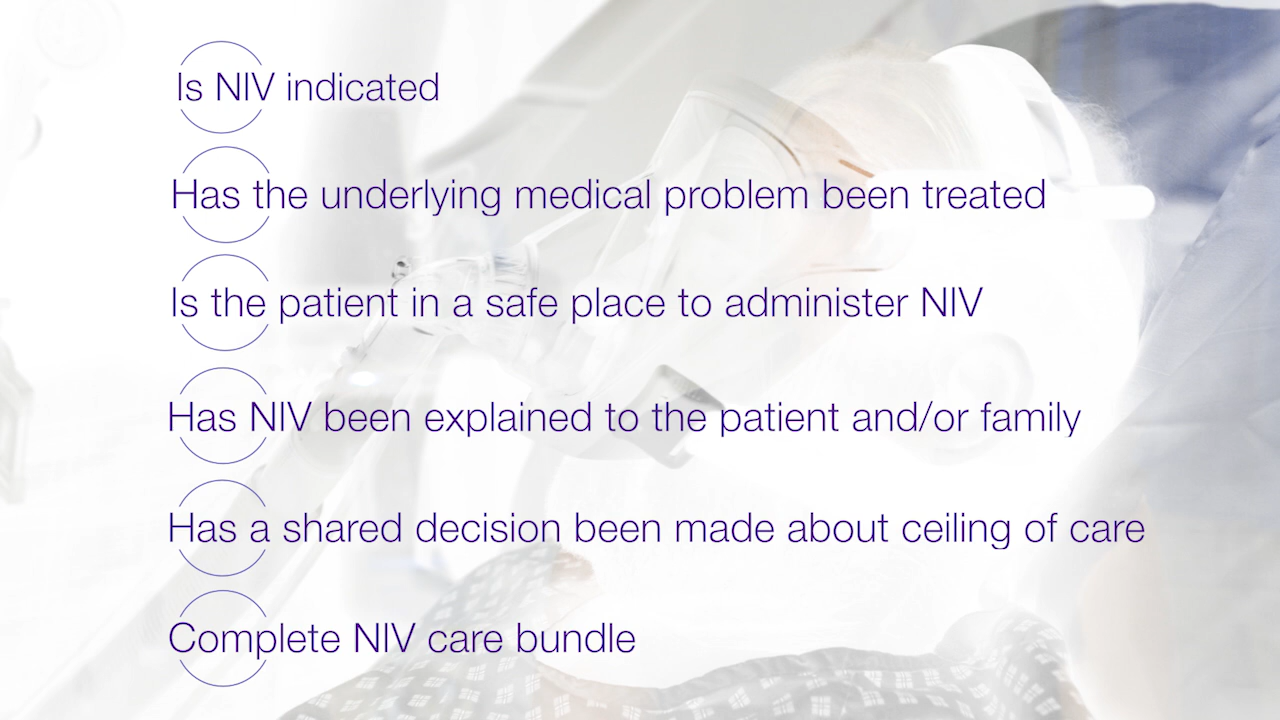 Is NIV indicated
Has the underlying medical problem been treated
Is the patient in a safe place to administer NIV
Has NIV been explained to the patient and/or family
Has a shared decision been made about ceiling of care
Complete NIV care bundle